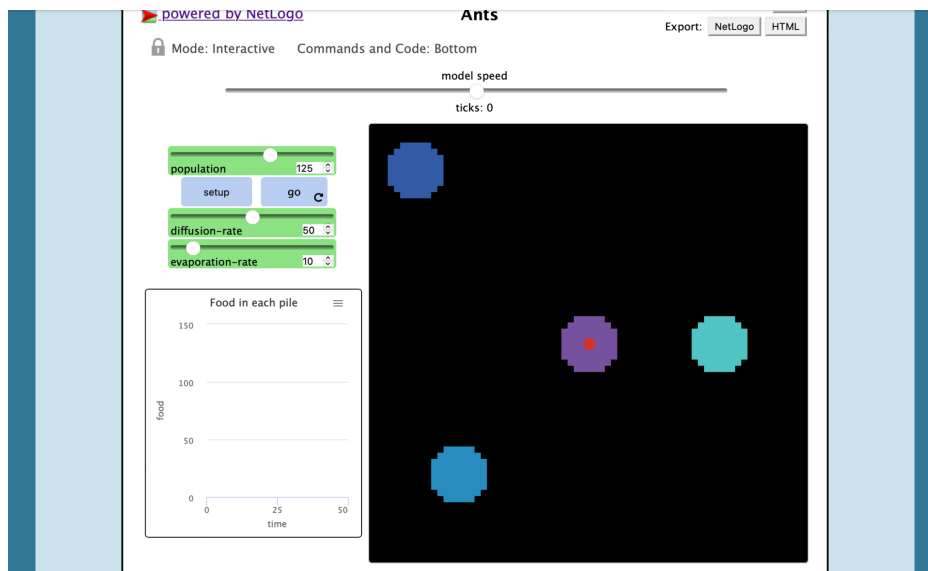 powered by NetLogo
Ants
Export: NetLogo HTML
Mode: Interactive Commands and Code: Bottom
model speed
ticks: 0
population 125
setup go
diffusion-rate 50
evaporation-rate 10
Food in each pile
150
100
50
0
food
0 25 50
time